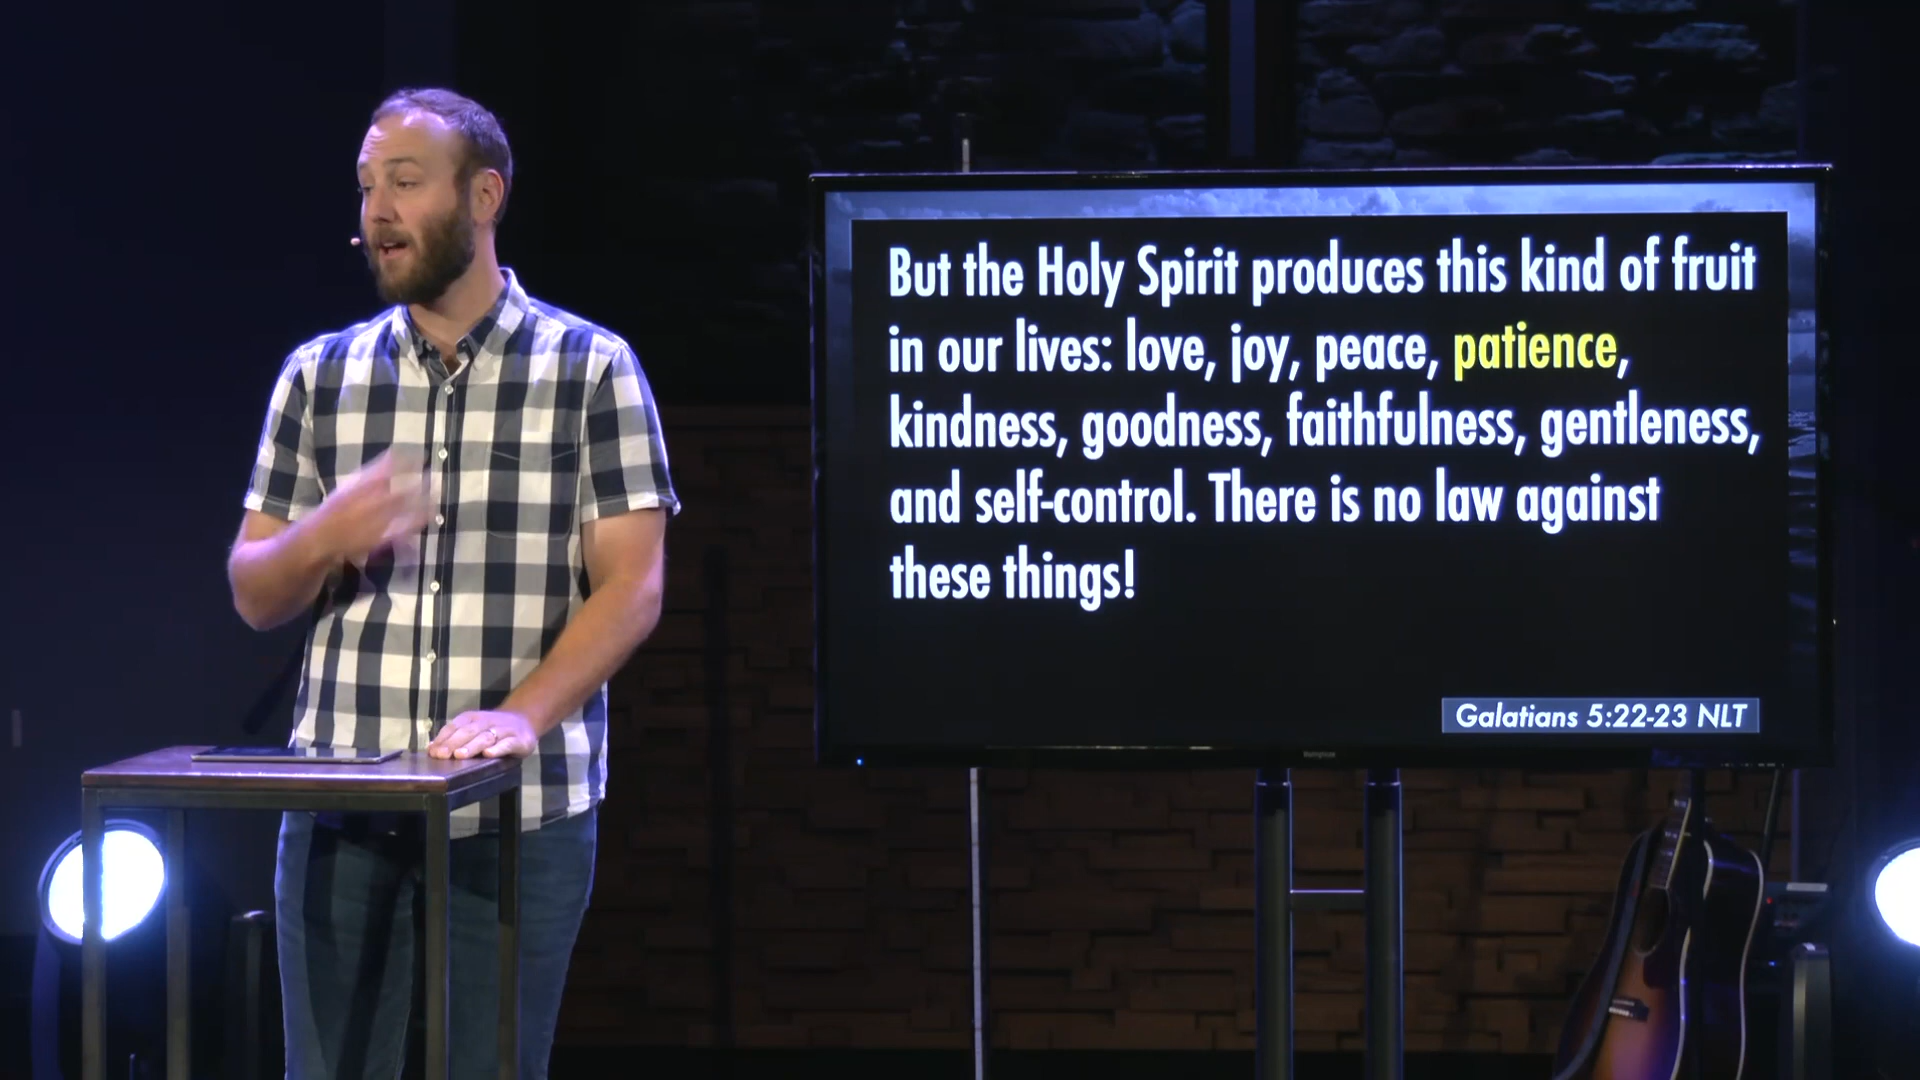 But the Holy Spirit produces this kind of fruit
in our lives: love, joy, peace, patience,
kindness, goodness, faithfulness, gentleness,
and self-control. There is no law against
these things!
Galatians 5:22-23 NLT
Westinghouse